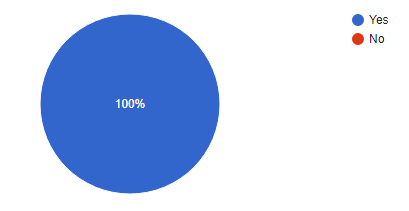 Yes
No
100%